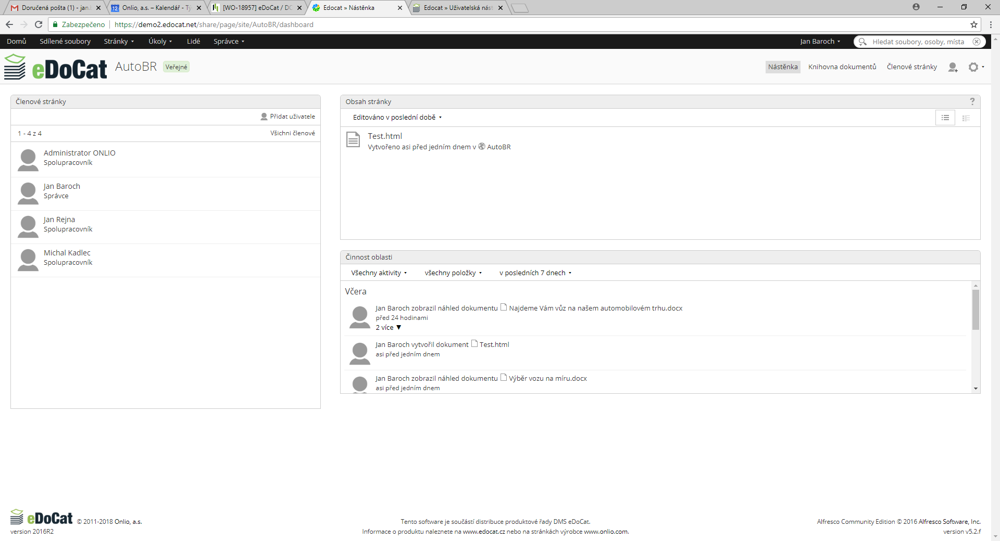 Doručená pošta (1) - jan.
Onlio, a.s. – Kalendář - Tý
[WO-18957] eDoCat / DO
Edocat » Nástěnka
Edocat » Uživatelská nást
Zabezpečeno
https://demo2.edocat.net/share/page/site/AutoBR/dashboard
Domů
Sdílené soubory
Stránky
Úkoly
Lidé
Správce
Jan Baroch
Hledat soubory, osoby, místa
eDoCat
AutoBR
Veřejné
Nástěnka
Knihovna dokumentů
Členové stránky
Členové stránky
Přidat uživatele
1 - 4 z 4
Všichni členové
Administrator ONLIO
Spolupracovník
Jan Baroch
Správce
Jan Rejna
Spolupracovník
Michal Kadlec
Spolupracovník
Obsah stránky
?
Editováno v poslední době
Test.html
Vytvořeno asi před jedním dnem v AutoBR
Činnost oblasti
Všechny aktivity
všechny položky
v posledních 7 dnech
Včera
Jan Baroch zobrazil náhled dokumentu Najdeme Vám vůz na našem automobilovém trhu.docx
před 24 hodinami
2 více ▼
Jan Baroch vytvořil dokument Test.html
asi před jedním dnem
Jan Baroch zobrazil náhled dokumentu Výběr vozu na míru.docx
asi před jedním dnem
eDoCat © 2011-2018 Onlio, a.s.
version 2016R2
Tento software je součástí distribuce produktové řady DMS eDoCat.
Informace o produktu naleznete na www.edocat.cz nebo na stránkách výrobce www.onlio.com.
Alfresco Community Edition © 2016 Alfresco Software, Inc.
version v5.2.f